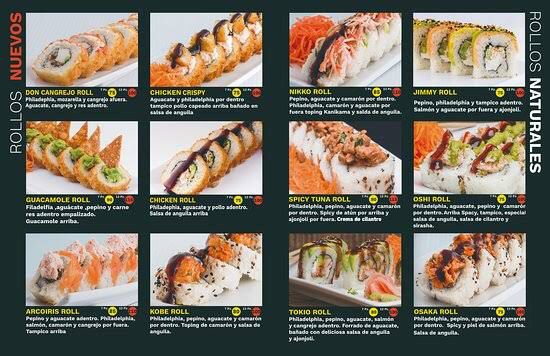 ROLLOS NUEVOS
DON CANGREJO ROLL
Philadelphia, mozarella y cangrejo afuera.
Aguacate, cangrejo y res adentro.
CHICKEN CRISPY
Aguacate y philadelphia por dentro
tampico pollo capeado arriba bañado en
salsa de anguila
GUACAMOLE ROLL
Filadelfia ,aguacate ,pepino y carne
res adentro empalizado.
Guacamole arriba.
CHICKEN ROLL
Philadelphia, aguacate y pollo adentro.
Salsa de anguila arriba
ARCOIRIS ROLL
Pepino y aguacate adentro. Philadelphia,
salmón, camarón y cangrejo por fuera.
Tampico arriba
KOBE ROLL
Philadelphia, pepino, aguacate y camarón
por dentro. Toping de camarón y salsa de
anguila.
ROLLOS NATURALES
NIKKO ROLL
Pepino, aguacate y camarón por dentro.
Philadelphia, camarón y aguacate por
fuera toping Kanikama y salda de anguila.
JIMMY ROLL
Pepino, philadelphia y tampico adentro.
Salmón y aguacate por fuera y ajonjolí.
SPICY TUNA ROLL
Philadelphia, pepino, aguacate y camarón
por dentro. Spicy de atún por arriba y
ajonjolí por fuera. Crema de cilantro
OSHI ROLL
Philadelphia, pepino, aguacate y camarón
por dentro. Arriba Spacy, tampico, especial
salsa de anguila, salsa de cilantro y
sirasha.
TOKIO ROLL
Philadelphia, pepino, aguacate, salmón
y cangrejo adentro. Forrado de aguacate,
bañado con deliciosa salsa de anguila
y ajonjolí.
OSAKA ROLL
Philadelphia, pepino, aguacate y camarón
por dentro. Spicy y piel de salmón arriba.
Salsa de anguila.